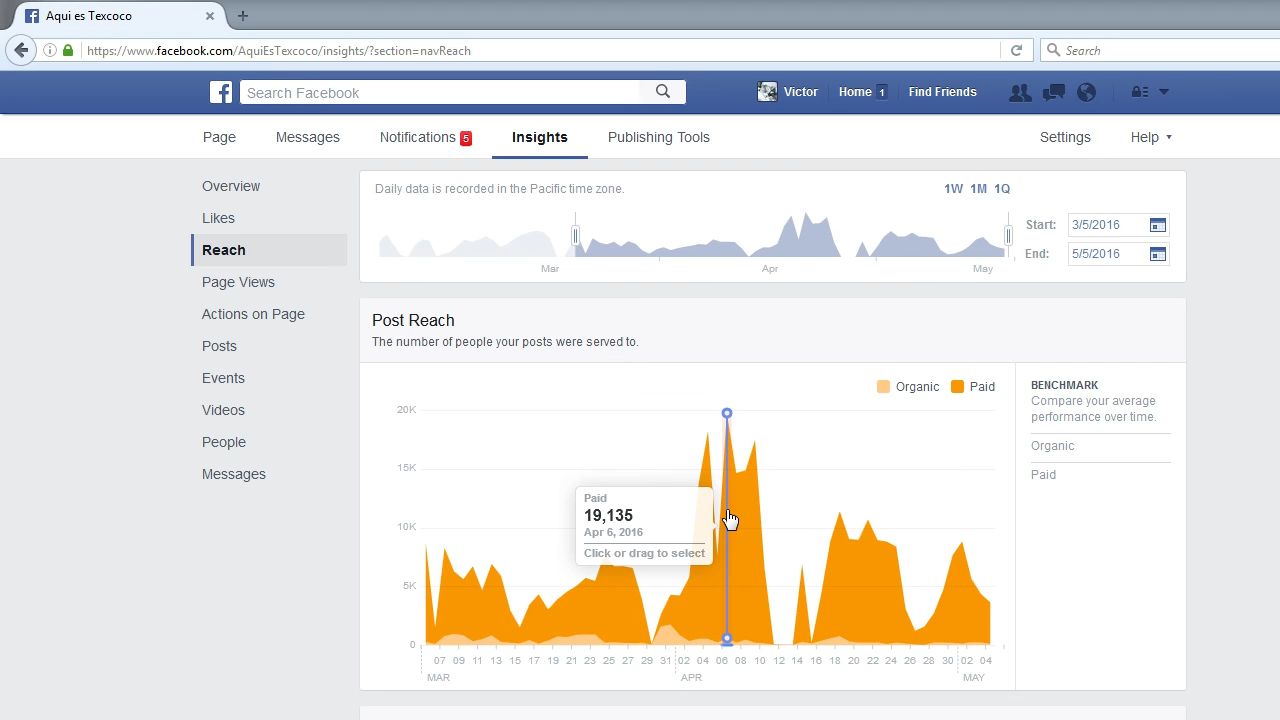 Aqui es Texcoco
https://www.facebook.com/AquiEsTexcoco/insights/?section=navReach
Search
Search Facebook
Victor Home 1 Find Friends
Page Messages Notifications 5 Insights Publishing Tools Settings Help
Overview
Likes
Reach
Page Views
Actions on Page
Posts
Events
Videos
People
Messages
Daily data is recorded in the Pacific time zone.
1W 1M 1Q
Start: 3/5/2016
End: 5/5/2016
Mar Apr May
Post Reach
The number of people your posts were served to.
Organic Paid
20K
15K
10K
5K
0
Paid
19,135
Apr 6, 2016
Click or drag to select
07 09 11 13 15 17 19 21 23 25 27 29 31 02 04 06 08 10 12 14 16 18 20 22 24 26 28 30 02 04
MAR APR MAY
BENCHMARK
Compare your average
performance over time.
Organic
Paid